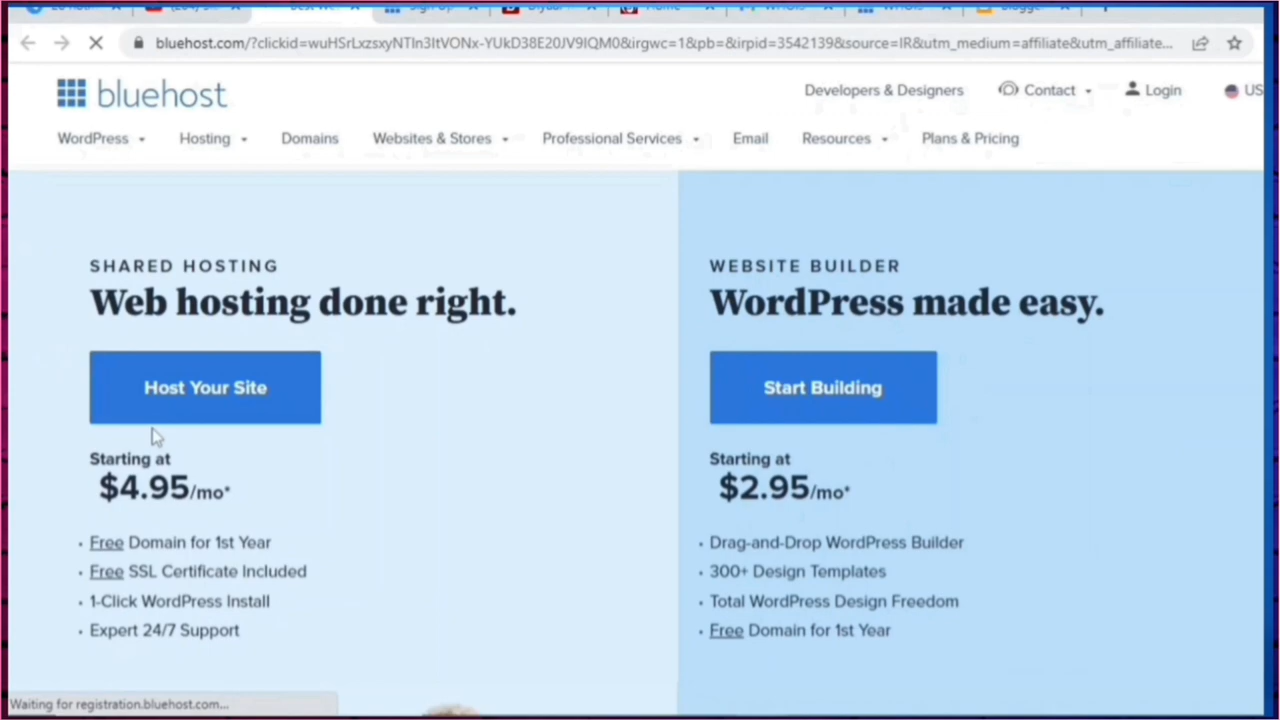 bluehost.com/?clickid=wuHSrLxzsxyNTIn3ItVONx-YUkD38E20JV9IQM0&irgwc=1&pb=&irpid=3542139&source=IR&utm_medium=affiliate&utm_affiliate...
bluehost
Developers & Designers
Contact
Login
US
WordPress
Hosting
Domains
Websites & Stores
Professional Services
Email
Resources
Plans & Pricing
SHARED HOSTING
Web hosting done right.
Host Your Site
Starting at
$4.95/mo*
• Free Domain for 1st Year
• Free SSL Certificate Included
• 1-Click WordPress Install
• Expert 24/7 Support
WEBSITE BUILDER
WordPress made easy.
Start Building
Starting at
$2.95/mo*
• Drag-and-Drop WordPress Builder
• 300+ Design Templates
• Total WordPress Design Freedom
• Free Domain for 1st Year
Waiting for registration.bluehost.com...